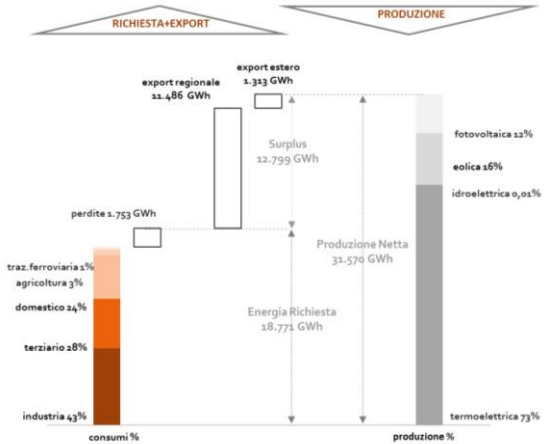 RICHIESTA+EXPORT
PRODUZIONE
export estero
1.313 GWh
export regionale
11.486 GWh
Surplus
12.799 GWh
perdite 1.753 GWh
Produzione Netta
31.570 GWh
Energia Richiesta
18.771 GWh
traz.ferroviaria 1%
agricoltura 3%
domestico 24%
terziario 28%
industria 43%
consumi %
fotovoltaica 12%
eolica 16%
idroelettrica 0,01%
termoelettrica 73%
produzione %